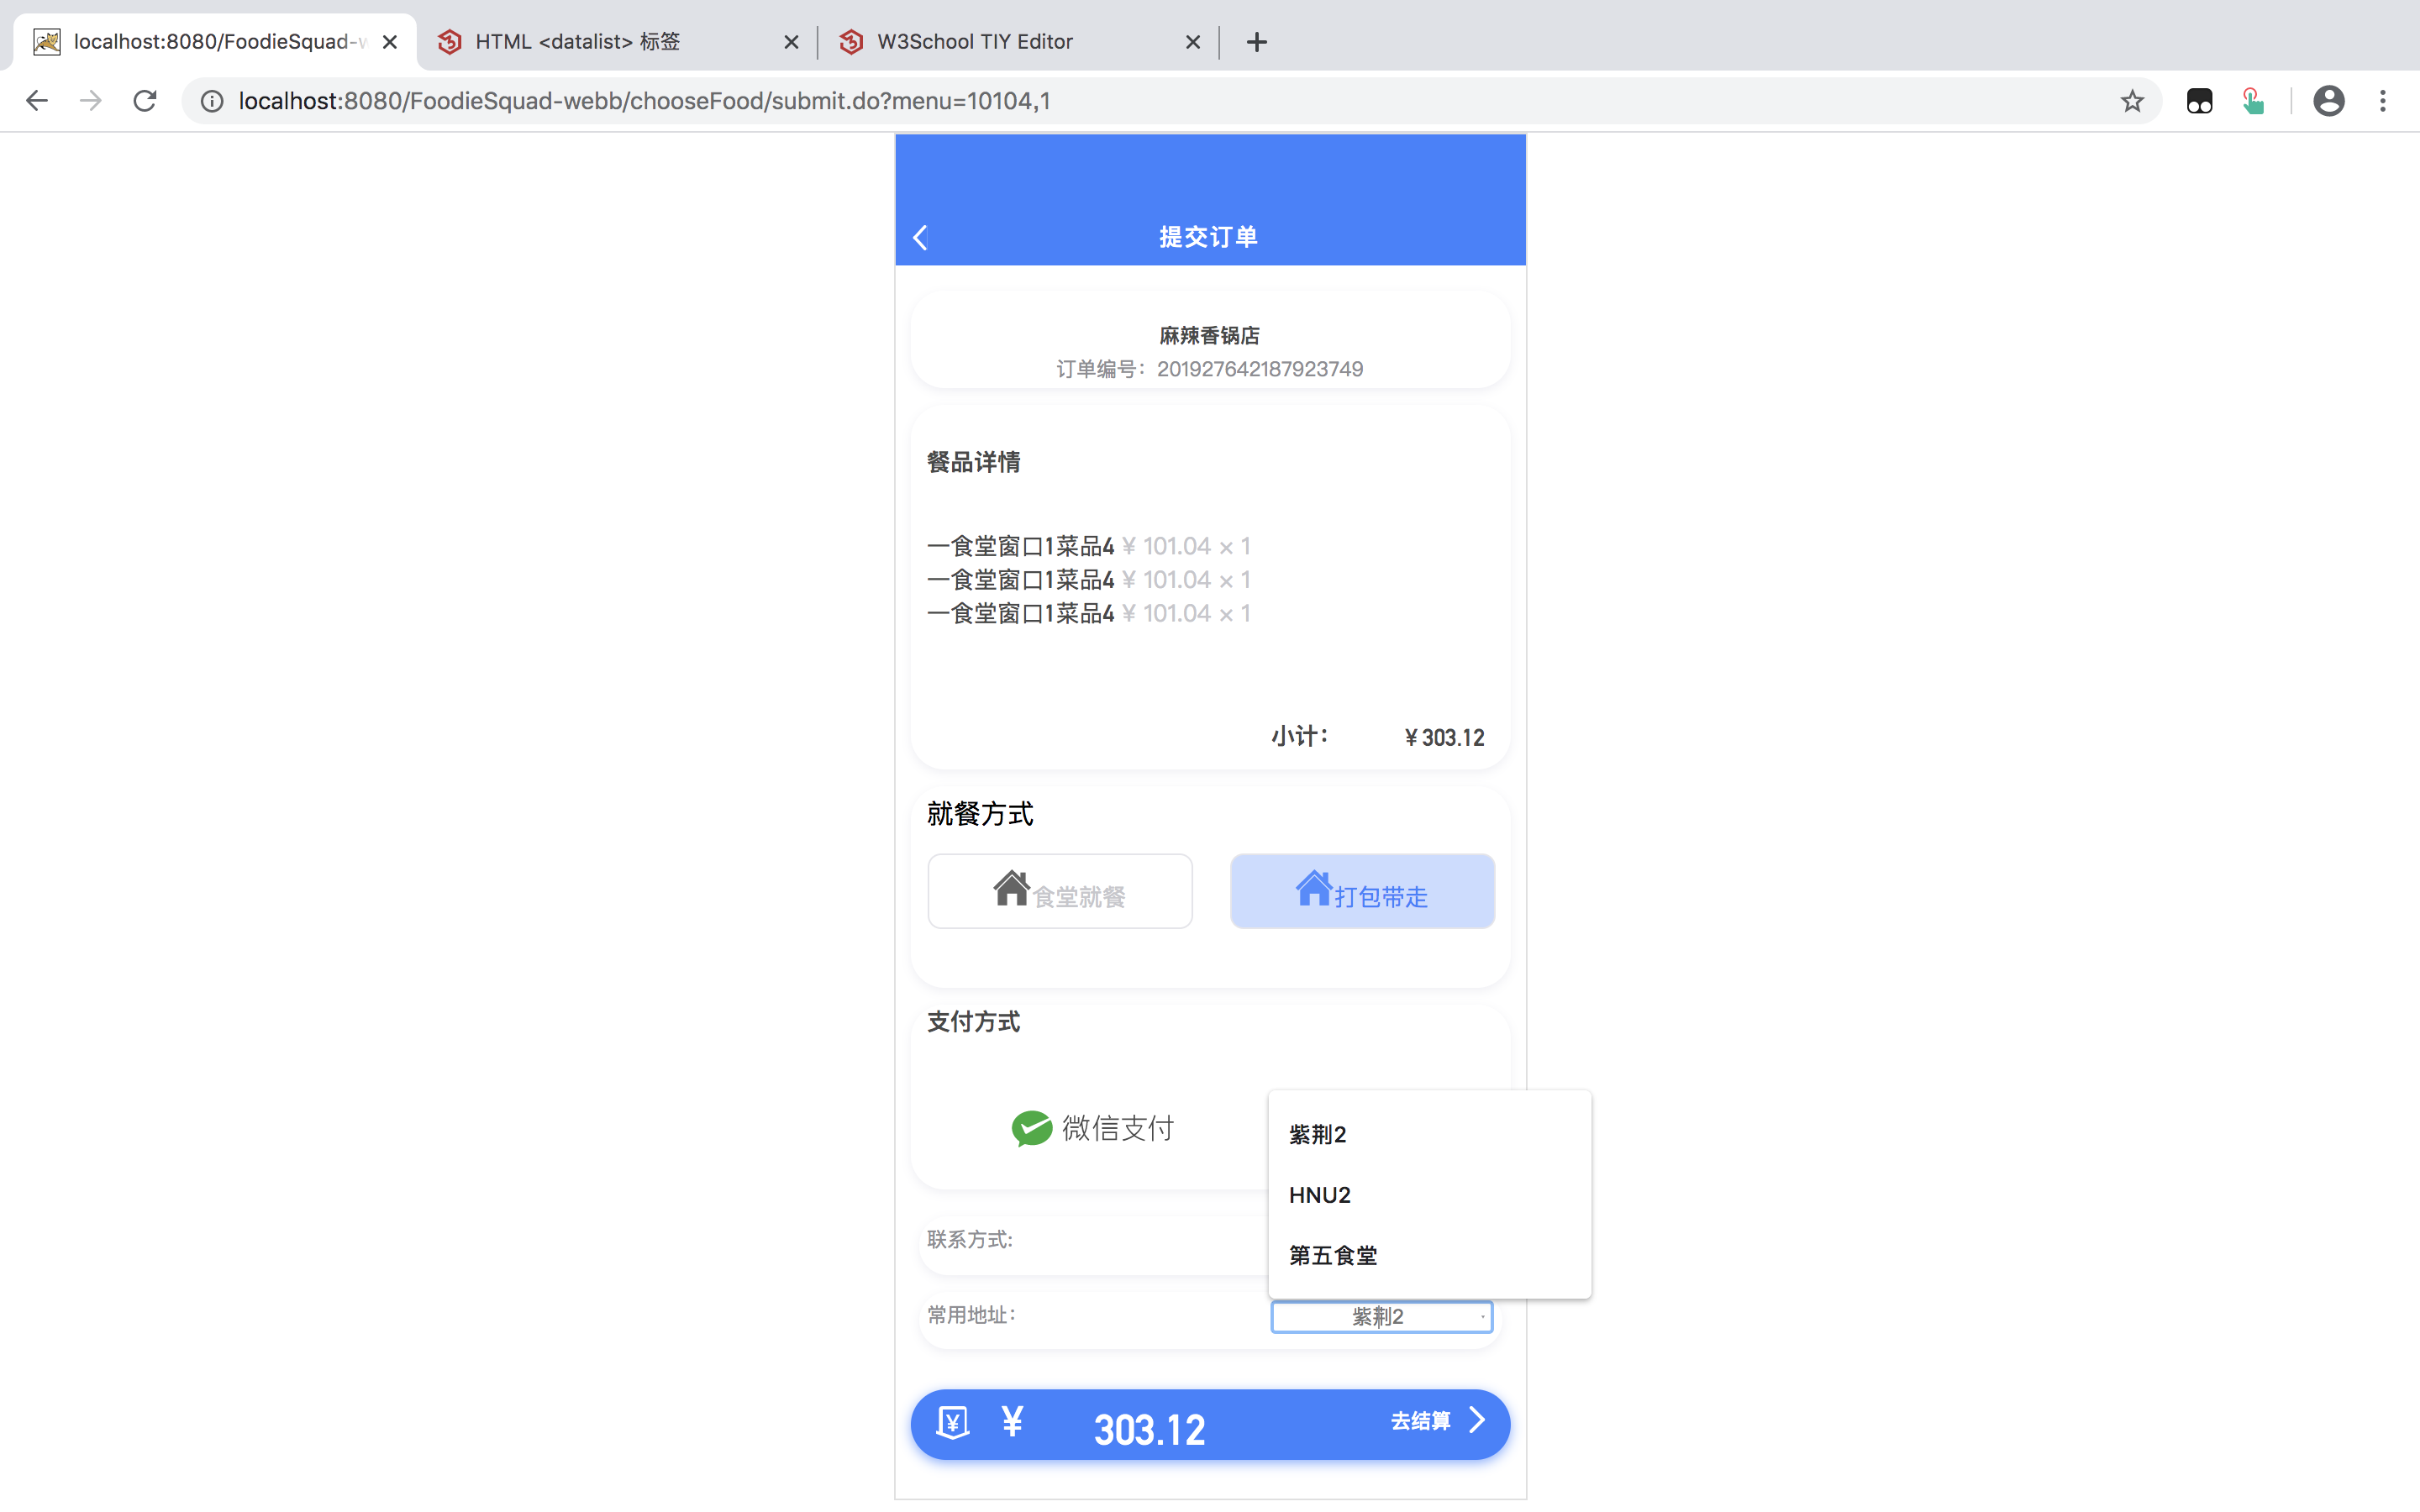 localhost:8080/FoodieSquad-w
HTML <datalist> 标签
W3School TIY Editor
localhost:8080/FoodieSquad-webb/chooseFood/submit.do?menu=10104,1
提交订单
麻辣香锅店
订单编号：201927642187923749
餐品详情
一食堂窗口1菜品4 ¥ 101.04 × 1
一食堂窗口1菜品4 ¥ 101.04 × 1
一食堂窗口1菜品4 ¥ 101.04 × 1
小计： ¥ 303.12
就餐方式
食堂就餐
打包带走
支付方式
微信支付
紫荆2
HNU2
第五食堂
联系方式:
常用地址： 紫荆2
¥ ¥ 303.12 去结算